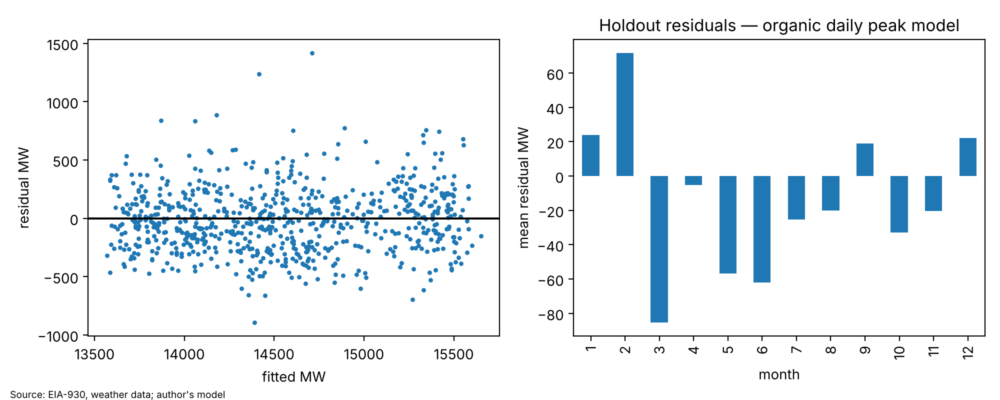 1500
1000
500
0
−500
−1000
residual MW
13500 14000 14500 15000 15500
fitted MW
Holdout residuals — organic daily peak model
60
40
20
0
−20
−40
−60
−80
mean residual MW
1 2 3 4 5 6 7 8 9 10 11 12
month
Source: EIA-930, weather data; author's model